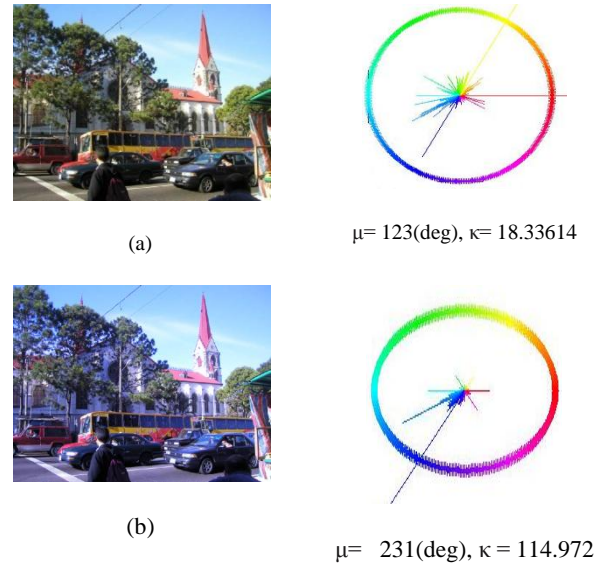 μ= 123(deg), κ= 18.33614
(a)
μ= 231(deg), κ = 114.972
(b)